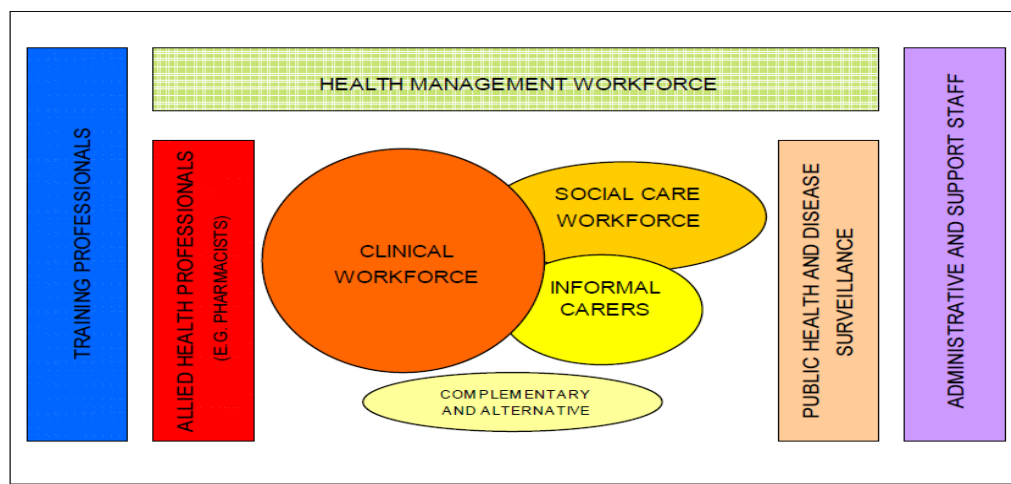 HEALTH MANAGEMENT WORKFORCE
TRAINING PROFESSIONALS
ALLIED HEALTH PROFESSIONALS
(E.G. PHARMACISTS)
CLINICAL
WORKFORCE
SOCIAL CARE
WORKFORCE
INFORMAL
CARERS
COMPLEMENTARY
AND ALTERNATIVE
PUBLIC HEALTH AND DISEASE
SURVEILLANCE
ADMINISTRATIVE AND SUPPORT STAFF